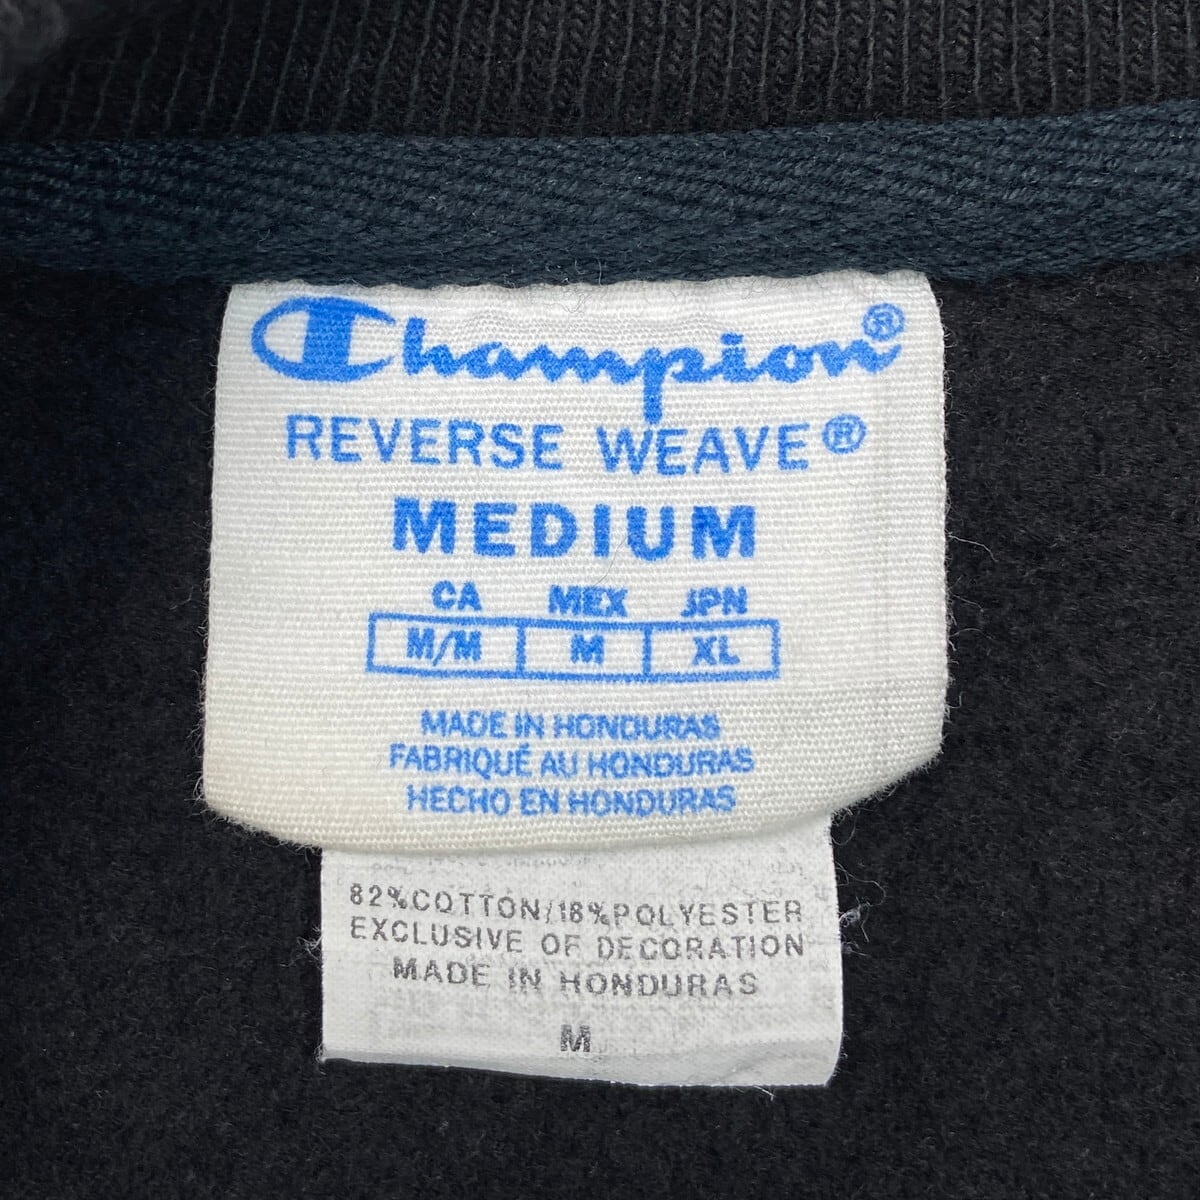 Champion®
REVERSE WEAVE®
MEDIUM
CA MEX JPN
M/M M XL
MADE IN HONDURAS
FABRIQUÉ AU HONDURAS
HECHO EN HONDURAS
82%COTTON/18%POLYESTER
EXCLUSIVE OF DECORATION
MADE IN HONDURAS
M